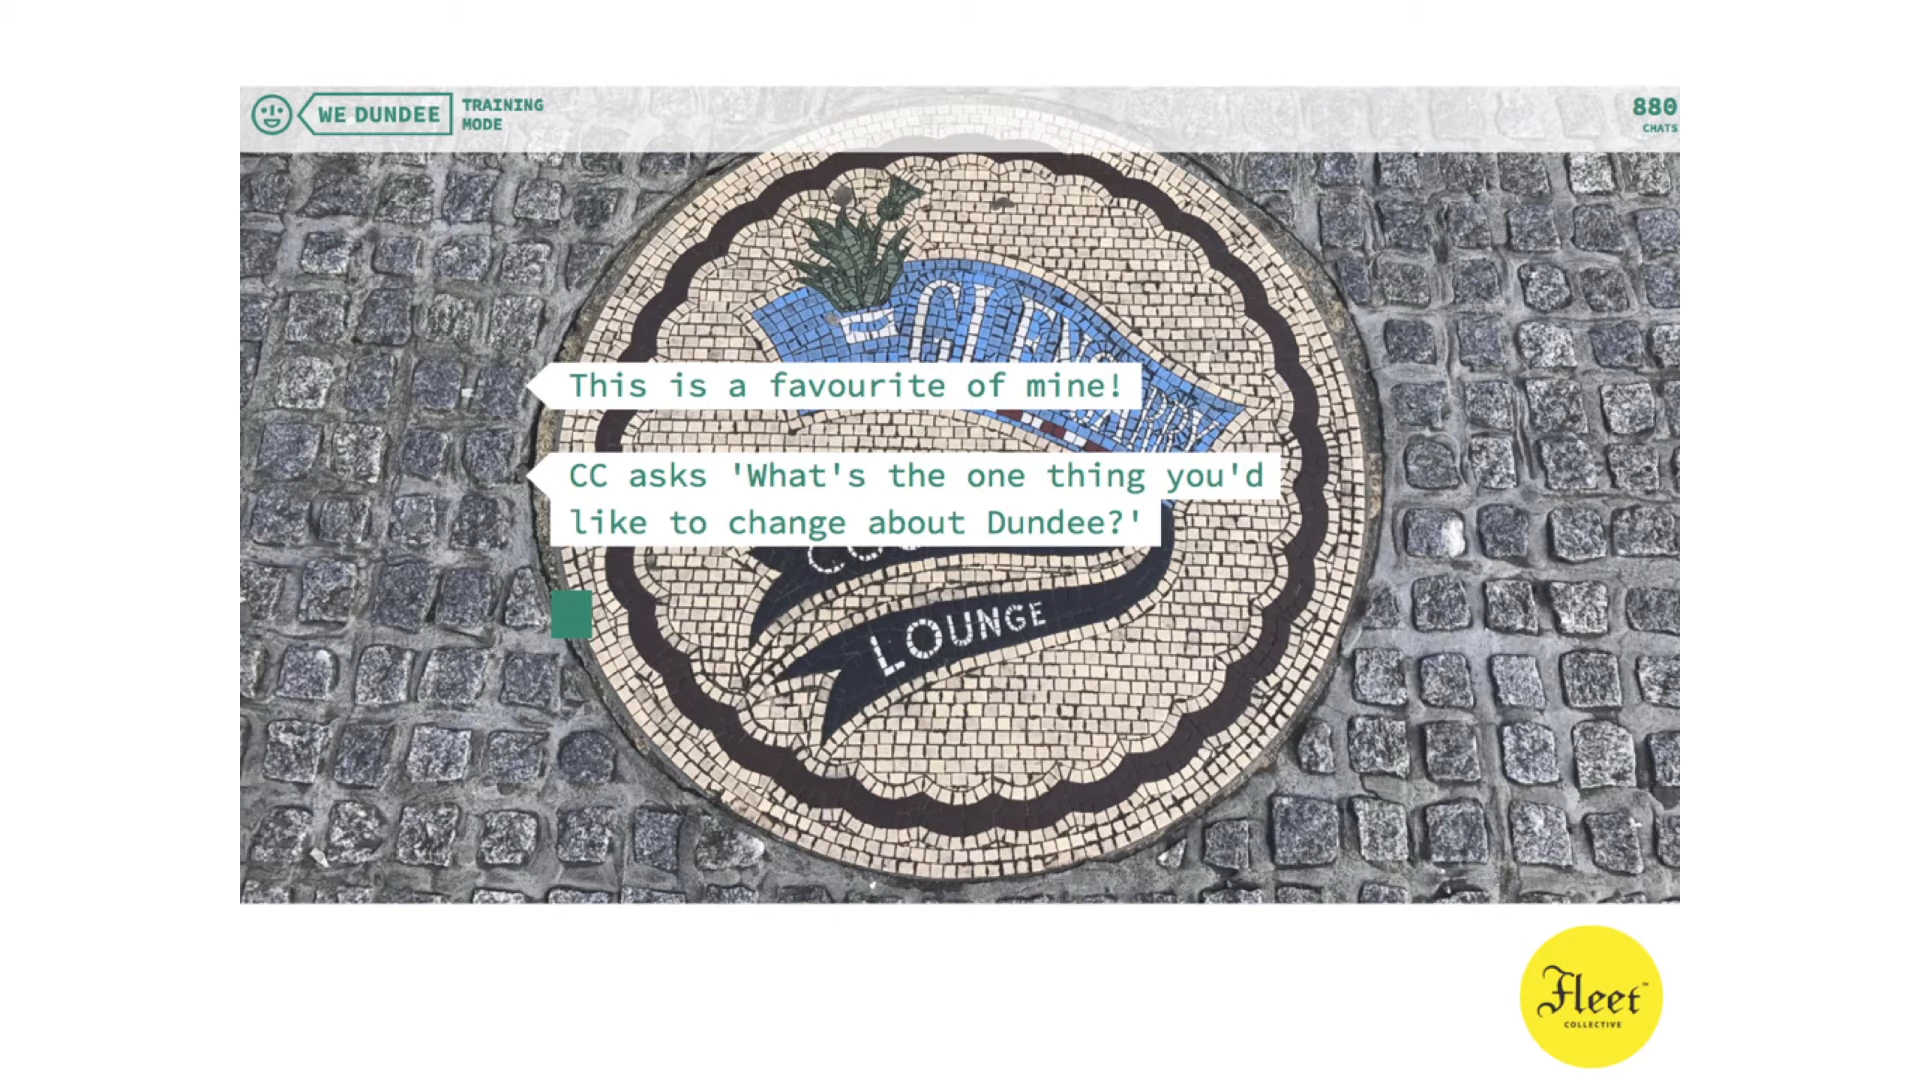 WE DUNDEE
TRAINING
MODE
880
CHATS
This is a favourite of mine!
CC asks 'What's the one thing you'd
like to change about Dundee?'
LOUNGE
Fleet
COLLECTIVE